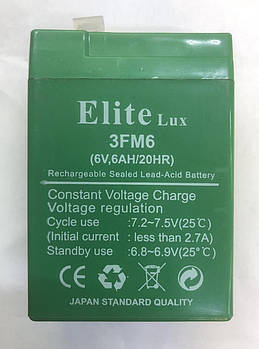 Elite Lux
3FM6
(6V,6AH/20HR)
Rechargeable Sealed Lead-Acid Battery
Constant Voltage Charge
Voltage regulation
Cycle use :7.2~7.5V(25℃)
(Initial current : less than 2.7A)
Standby use :6.8~6.9V(25°C)
JAPAN STANDARD QUALITY